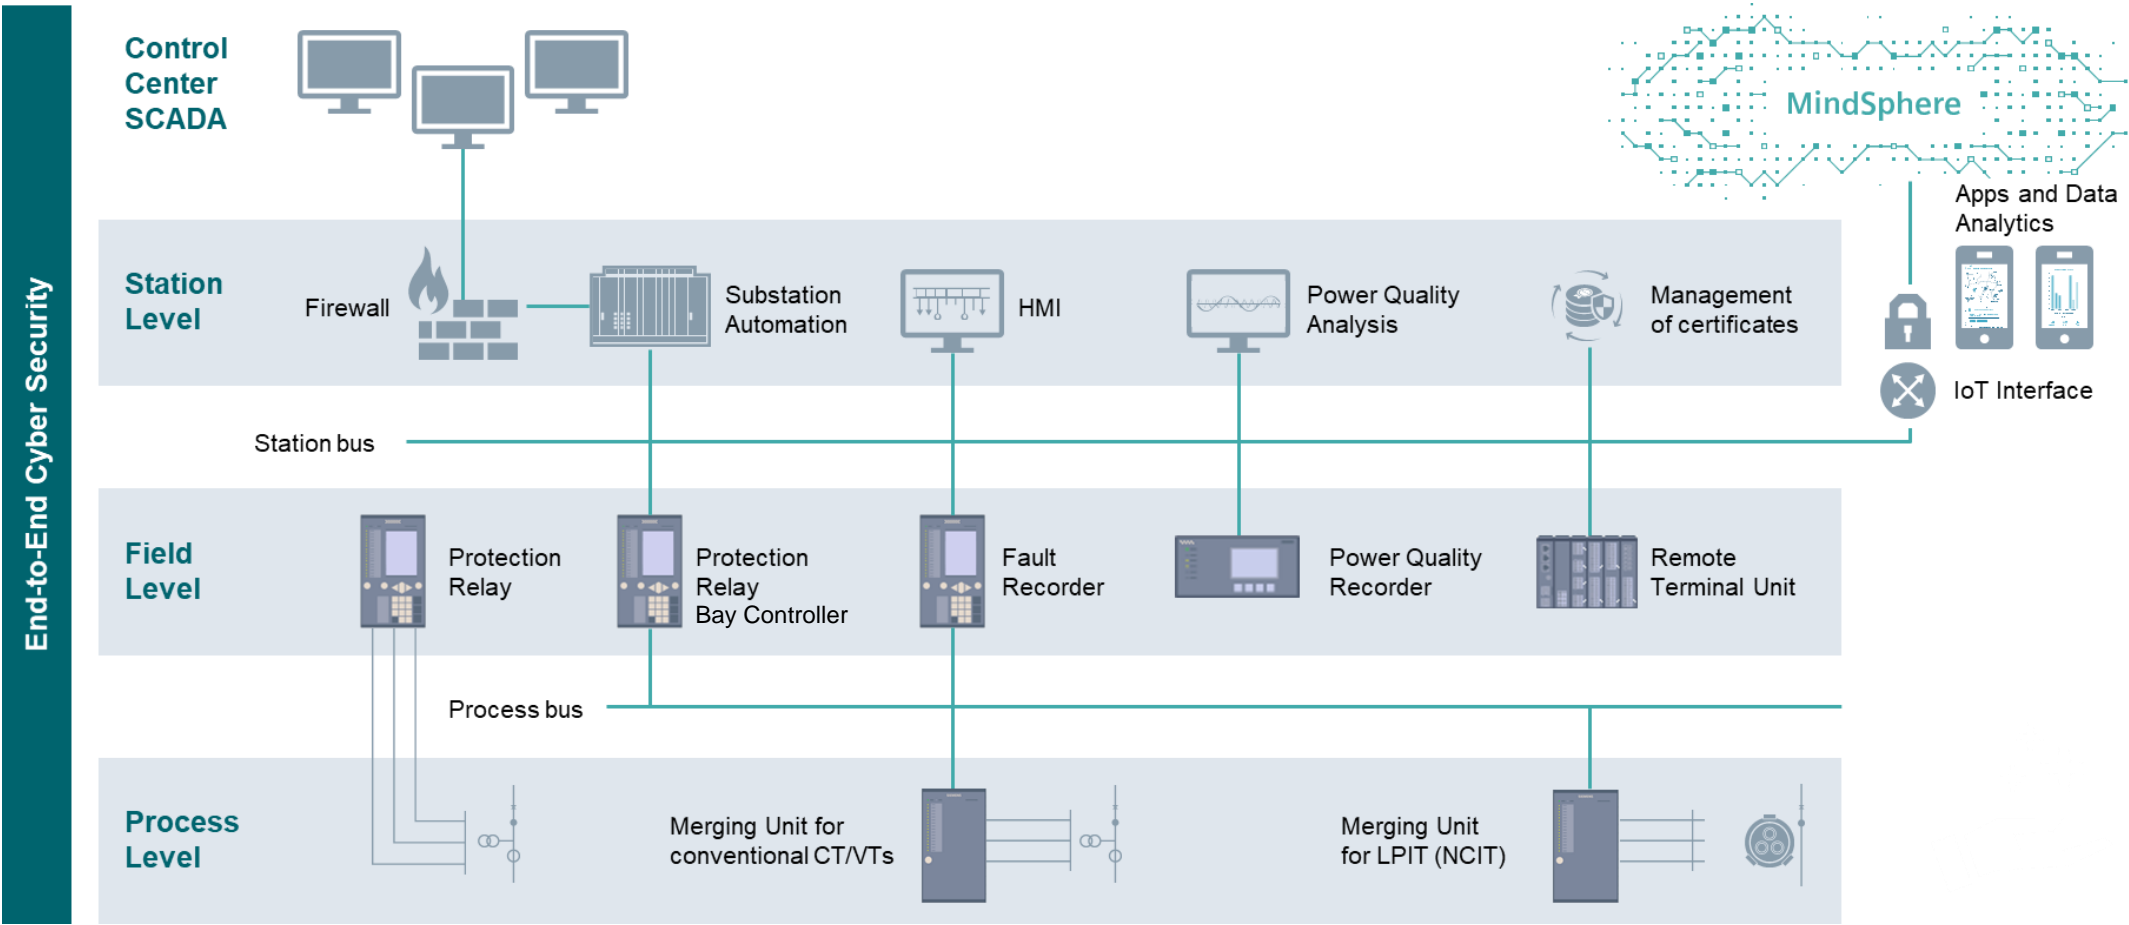 End-to-End Cyber Security
Control
Center
SCADA
MindSphere
Apps and Data
Analytics
Station
Level
Firewall
Substation
Automation
HMI
Power Quality
Analysis
Management
of certificates
IoT Interface
Station bus
Field
Level
Protection
Relay
Protection
Relay
Bay Controller
Fault
Recorder
Power Quality
Recorder
Remote
Terminal Unit
Process bus
Process
Level
Merging Unit for
conventional CT/VTs
Merging Unit
for LPIT (NCIT)